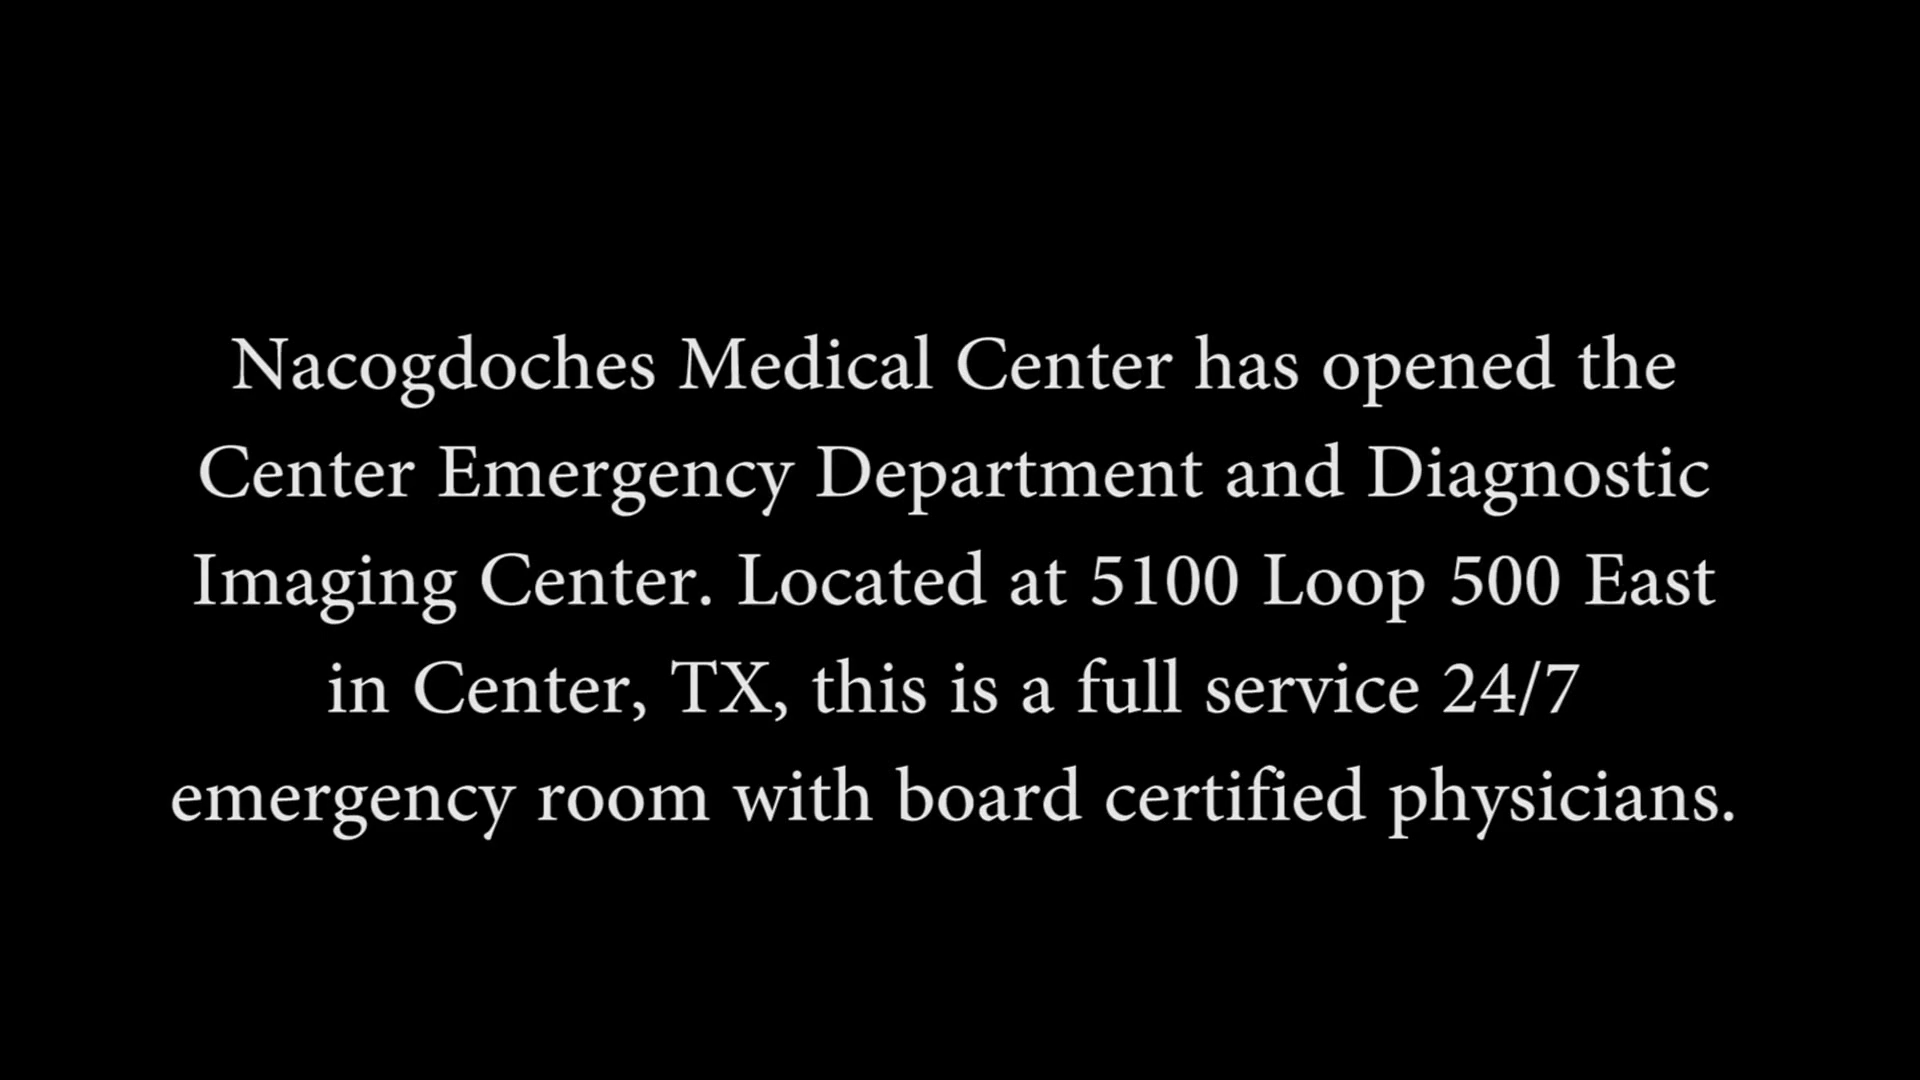 Nacogdoches Medical Center has opened the
Center Emergency Department and Diagnostic
Imaging Center. Located at 5100 Loop 500 East
in Center, TX, this is a full service 24/7
emergency room with board certified physicians.